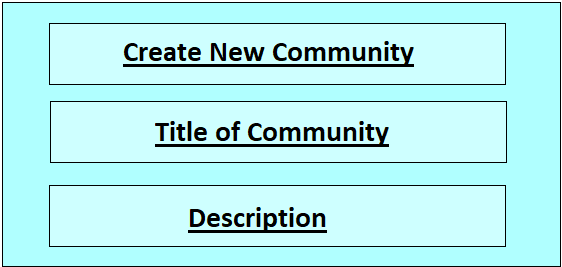 Create New Community
Title of Community
Description